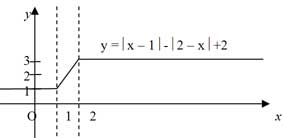 y
y = |x – 1| - |2 – x| +2
3
2
1
O 1 2 x